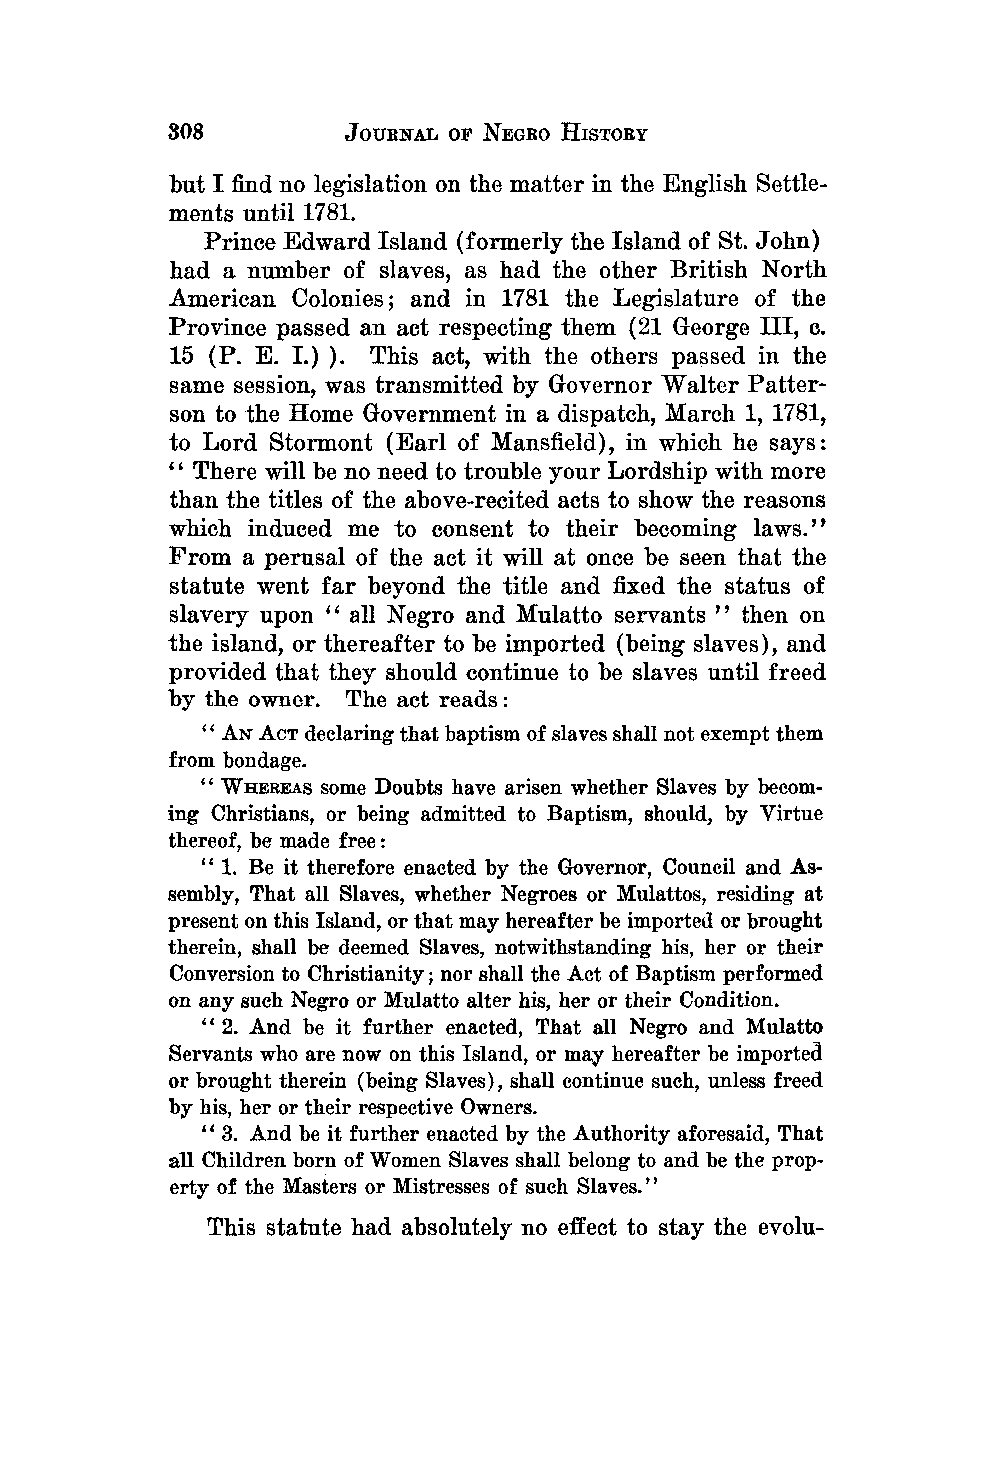 308 JOURNAL OF NEGRO HISTORY
but I find no legislation on the matter in the English Settle-
ments until 1781.
Prince Edward Island (formerly the Island of St. John)
had a number of slaves, as had the other British North
American Colonies; and in 1781 the Legislature of the
Province passed an act respecting them (21 George III, c.
15 (P. E. I.) ). This act, with the others passed in the
same session, was transmitted by Governor Walter Patter-
son to the Home Government in a dispatch, March 1, 1781,
to Lord Stormont (Earl of Mansfield), in which he says:
“ There will be no need to trouble your Lordship with more
than the titles of the above-recited acts to show the reasons
which induced me to consent to their becoming laws.”
From a perusal of the act it will at once be seen that the
statute went far beyond the title and fixed the status of
slavery upon “ all Negro and Mulatto servants ” then on
the island, or thereafter to be imported (being slaves), and
provided that they should continue to be slaves until freed
by the owner. The act reads:
“ AN ACT declaring that baptism of slaves shall not exempt them
from bondage.
“ WHEREAS some Doubts have arisen whether Slaves by becom-
ing Christians, or being admitted to Baptism, should, by Virtue
thereof, be made free:
“ 1. Be it therefore enacted by the Governor, Council and As-
sembly, That all Slaves, whether Negroes or Mulattos, residing at
present on this Island, or that may hereafter be imported or brought
therein, shall be deemed Slaves, notwithstanding his, her or their
Conversion to Christianity; nor shall the Act of Baptism performed
on any such Negro or Mulatto alter his, her or their Condition.
“ 2. And be it further enacted, That all Negro and Mulatto
Servants who are now on this Island, or may hereafter be imported
or brought therein (being Slaves), shall continue such, unless freed
by his, her or their respective Owners.
“ 3. And be it further enacted by the Authority aforesaid, That
all Children born of Women Slaves shall belong to and be the prop-
erty of the Masters or Mistresses of such Slaves.”
This statute had absolutely no effect to stay the evolu-